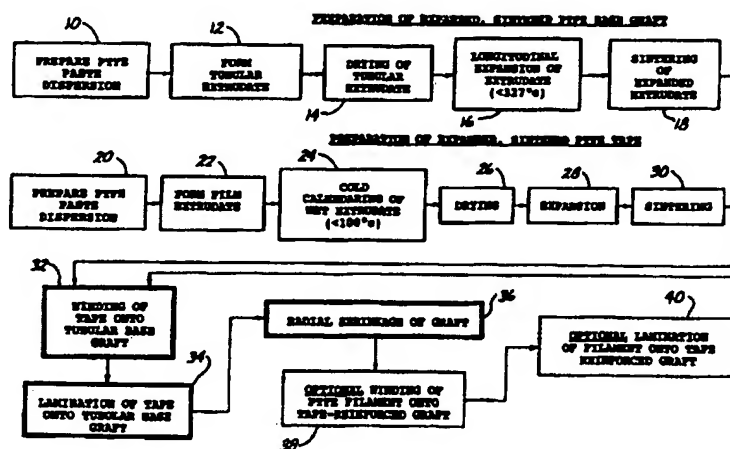 PREPARATION OF EXPANDED, SINTERED PTFE BASE GRAFT
10
PREPARE PTFE
PASTE
DISPERSION
12
FORM
TUBULAR
EXTRUDATE
DRYING OF
TUBULAR
EXTRUDATE
14
LONGITUDINAL
EXPANSION OF
EXTRUDATE
(<327°c)
16
SINTERING
OF
EXPANDED
EXTRUDATE
18
PREPARATION OF EXPANDED, SINTERED PTFE TAPE
20
PREPARE PTFE
PASTE
DISPERSION
22
FORM FILM
EXTRUDATE
24
COLD
CALENDARING OF
WET EXTRUDATE
(<100°c)
26
DRYING
28
EXPANSION
30
SINTERING
32
WINDING OF
TAPE ONTO
TUBULAR BASE
GRAFT
34
LAMINATION OF TAPE
ONTO TUBULAR BASE
GRAFT
36
RADIAL SHRINKAGE OF GRAFT
OPTIONAL WINDING OF
PTFE FILAMENT ONTO
TAPE-REINFORCED GRAFT
40
OPTIONAL LAMINATION
OF FILAMENT ONTO TAPE
REINFORCED GRAFT